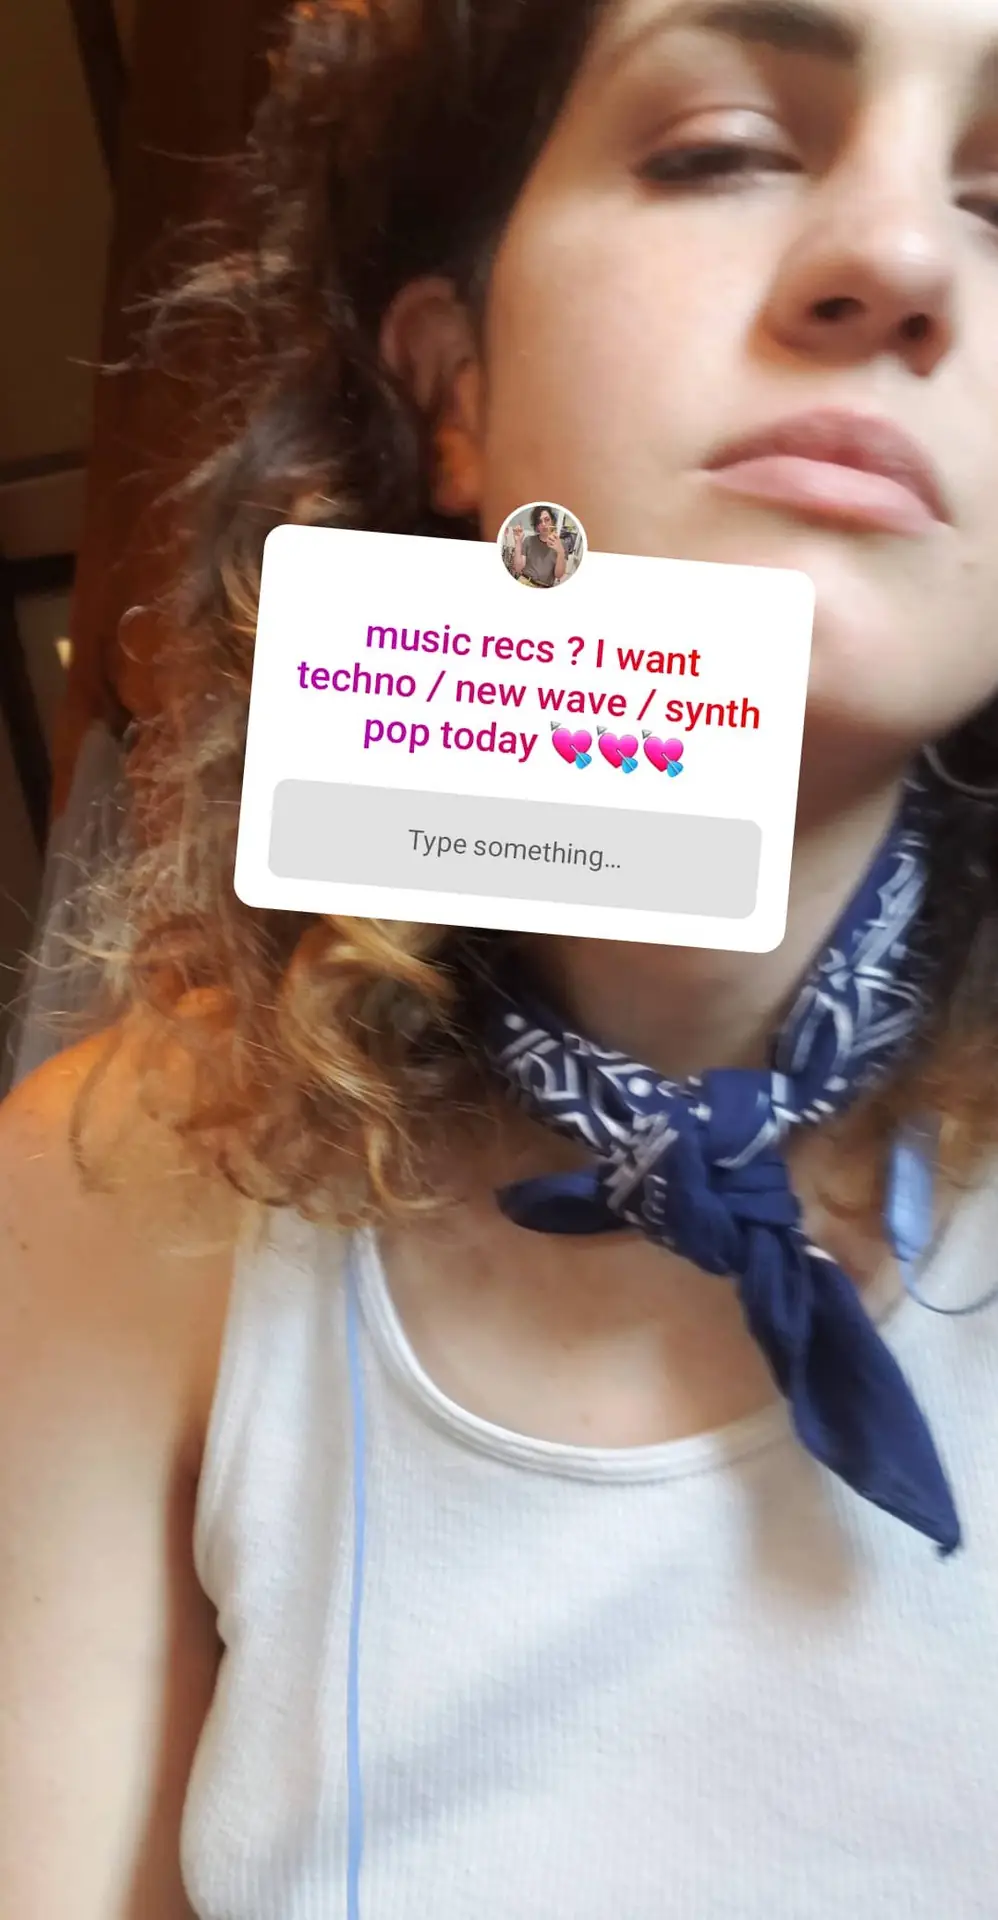 music recs ? I want
techno / new wave / synth
pop today 💘💘💘
Type something...